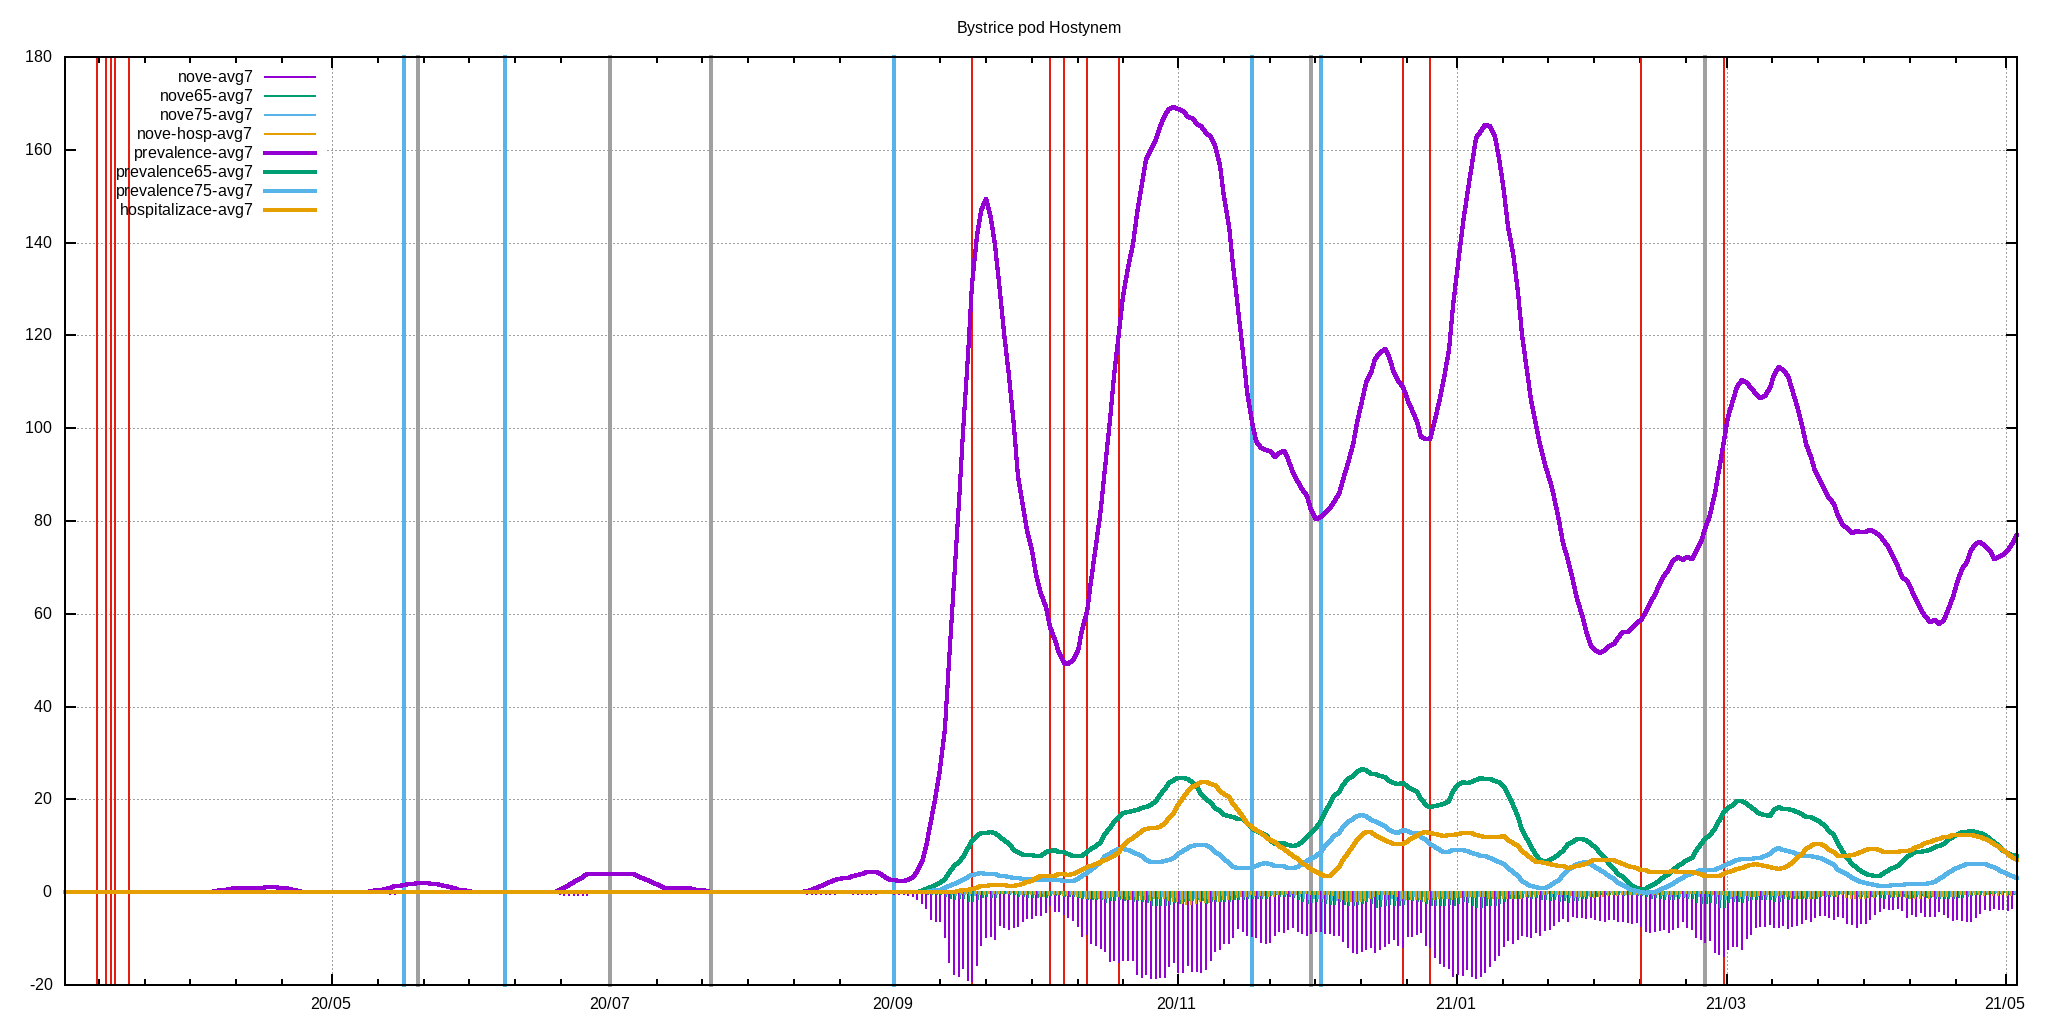 Bystrice pod Hostynem
180
160
140
120
100
80
60
40
20
0
-20
nove-avg7
nove65-avg7
nove75-avg7
nove-hosp-avg7
prevalence-avg7
prevalence65-avg7
prevalence75-avg7
hospitalizace-avg7
20/05 20/07 20/09 20/11 21/01 21/03 21/05